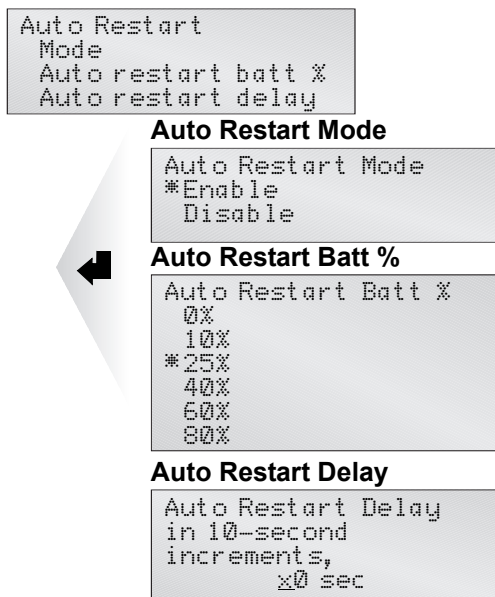 Auto Restart
Mode
Auto restart batt %
Auto restart delay
Auto Restart Mode
Auto Restart Mode
*Enable
Disable
Auto Restart Batt %
Auto Restart Batt %
0%
10%
*25%
40%
60%
80%
Auto Restart Delay
Auto Restart Delay
in 10-second
increments,
x0 sec